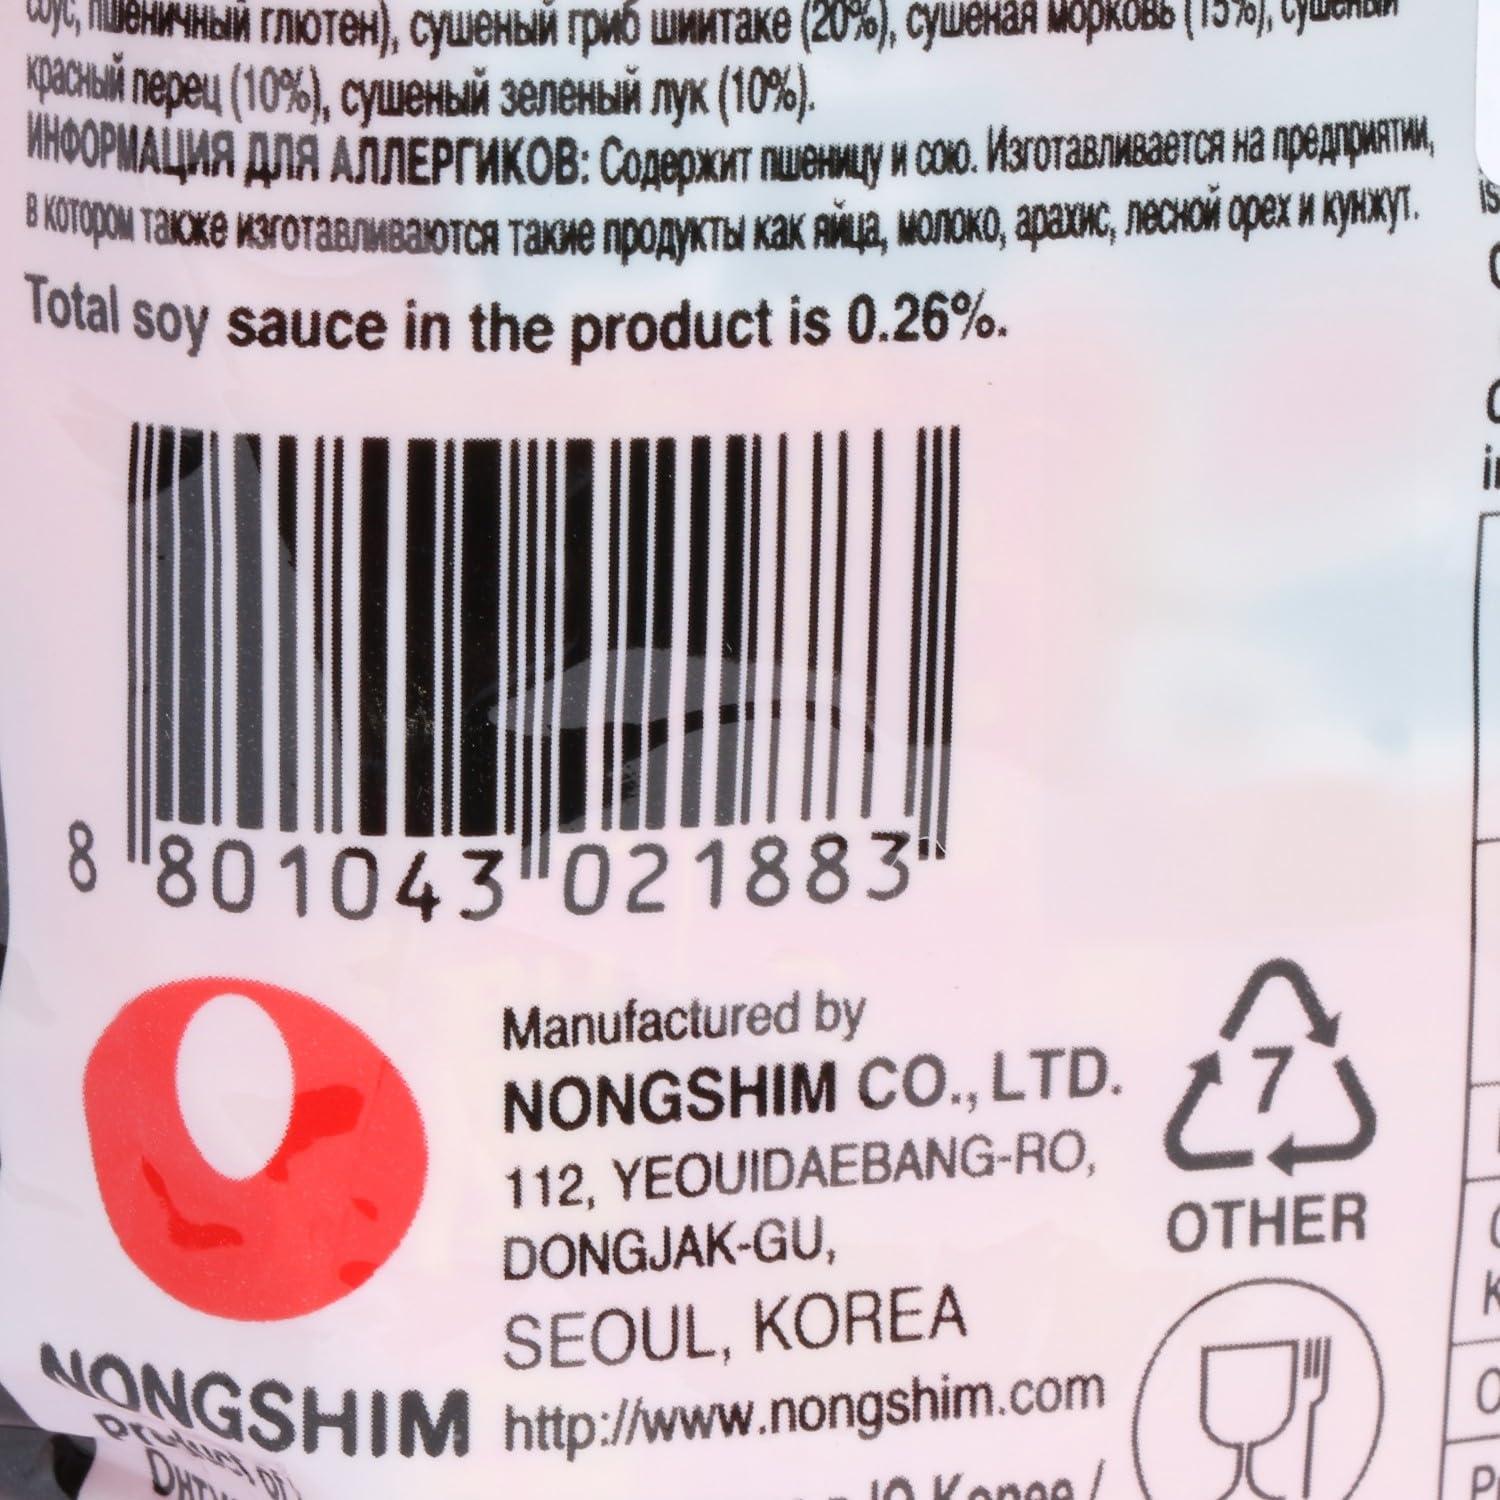 соус, пшеничный глютен), сушеный гриб шиитаке (20%), сушеная морковь (15%), сушеный
красный перец (10%), сушеный зеленый лук (10%).
ИНФОРМАЦИЯ ДЛЯ АЛЛЕРГИКОВ: Содержит пшеницу и сою. Изготавливается на предприятии,
в котором также изготавливаются такие продукты как яйца, молоко, арахис, лесной орех и кунжут.
Total soy sauce in the product is 0.26%.
8 801043 021883
Manufactured by
NONGSHIM CO., LTD.
112, YEOUIDAEBANG-RO,
DONGJAK-GU,
SEOUL, KOREA
http://www.nongshim.com
NONGSHIM
Product of
7
OTHER